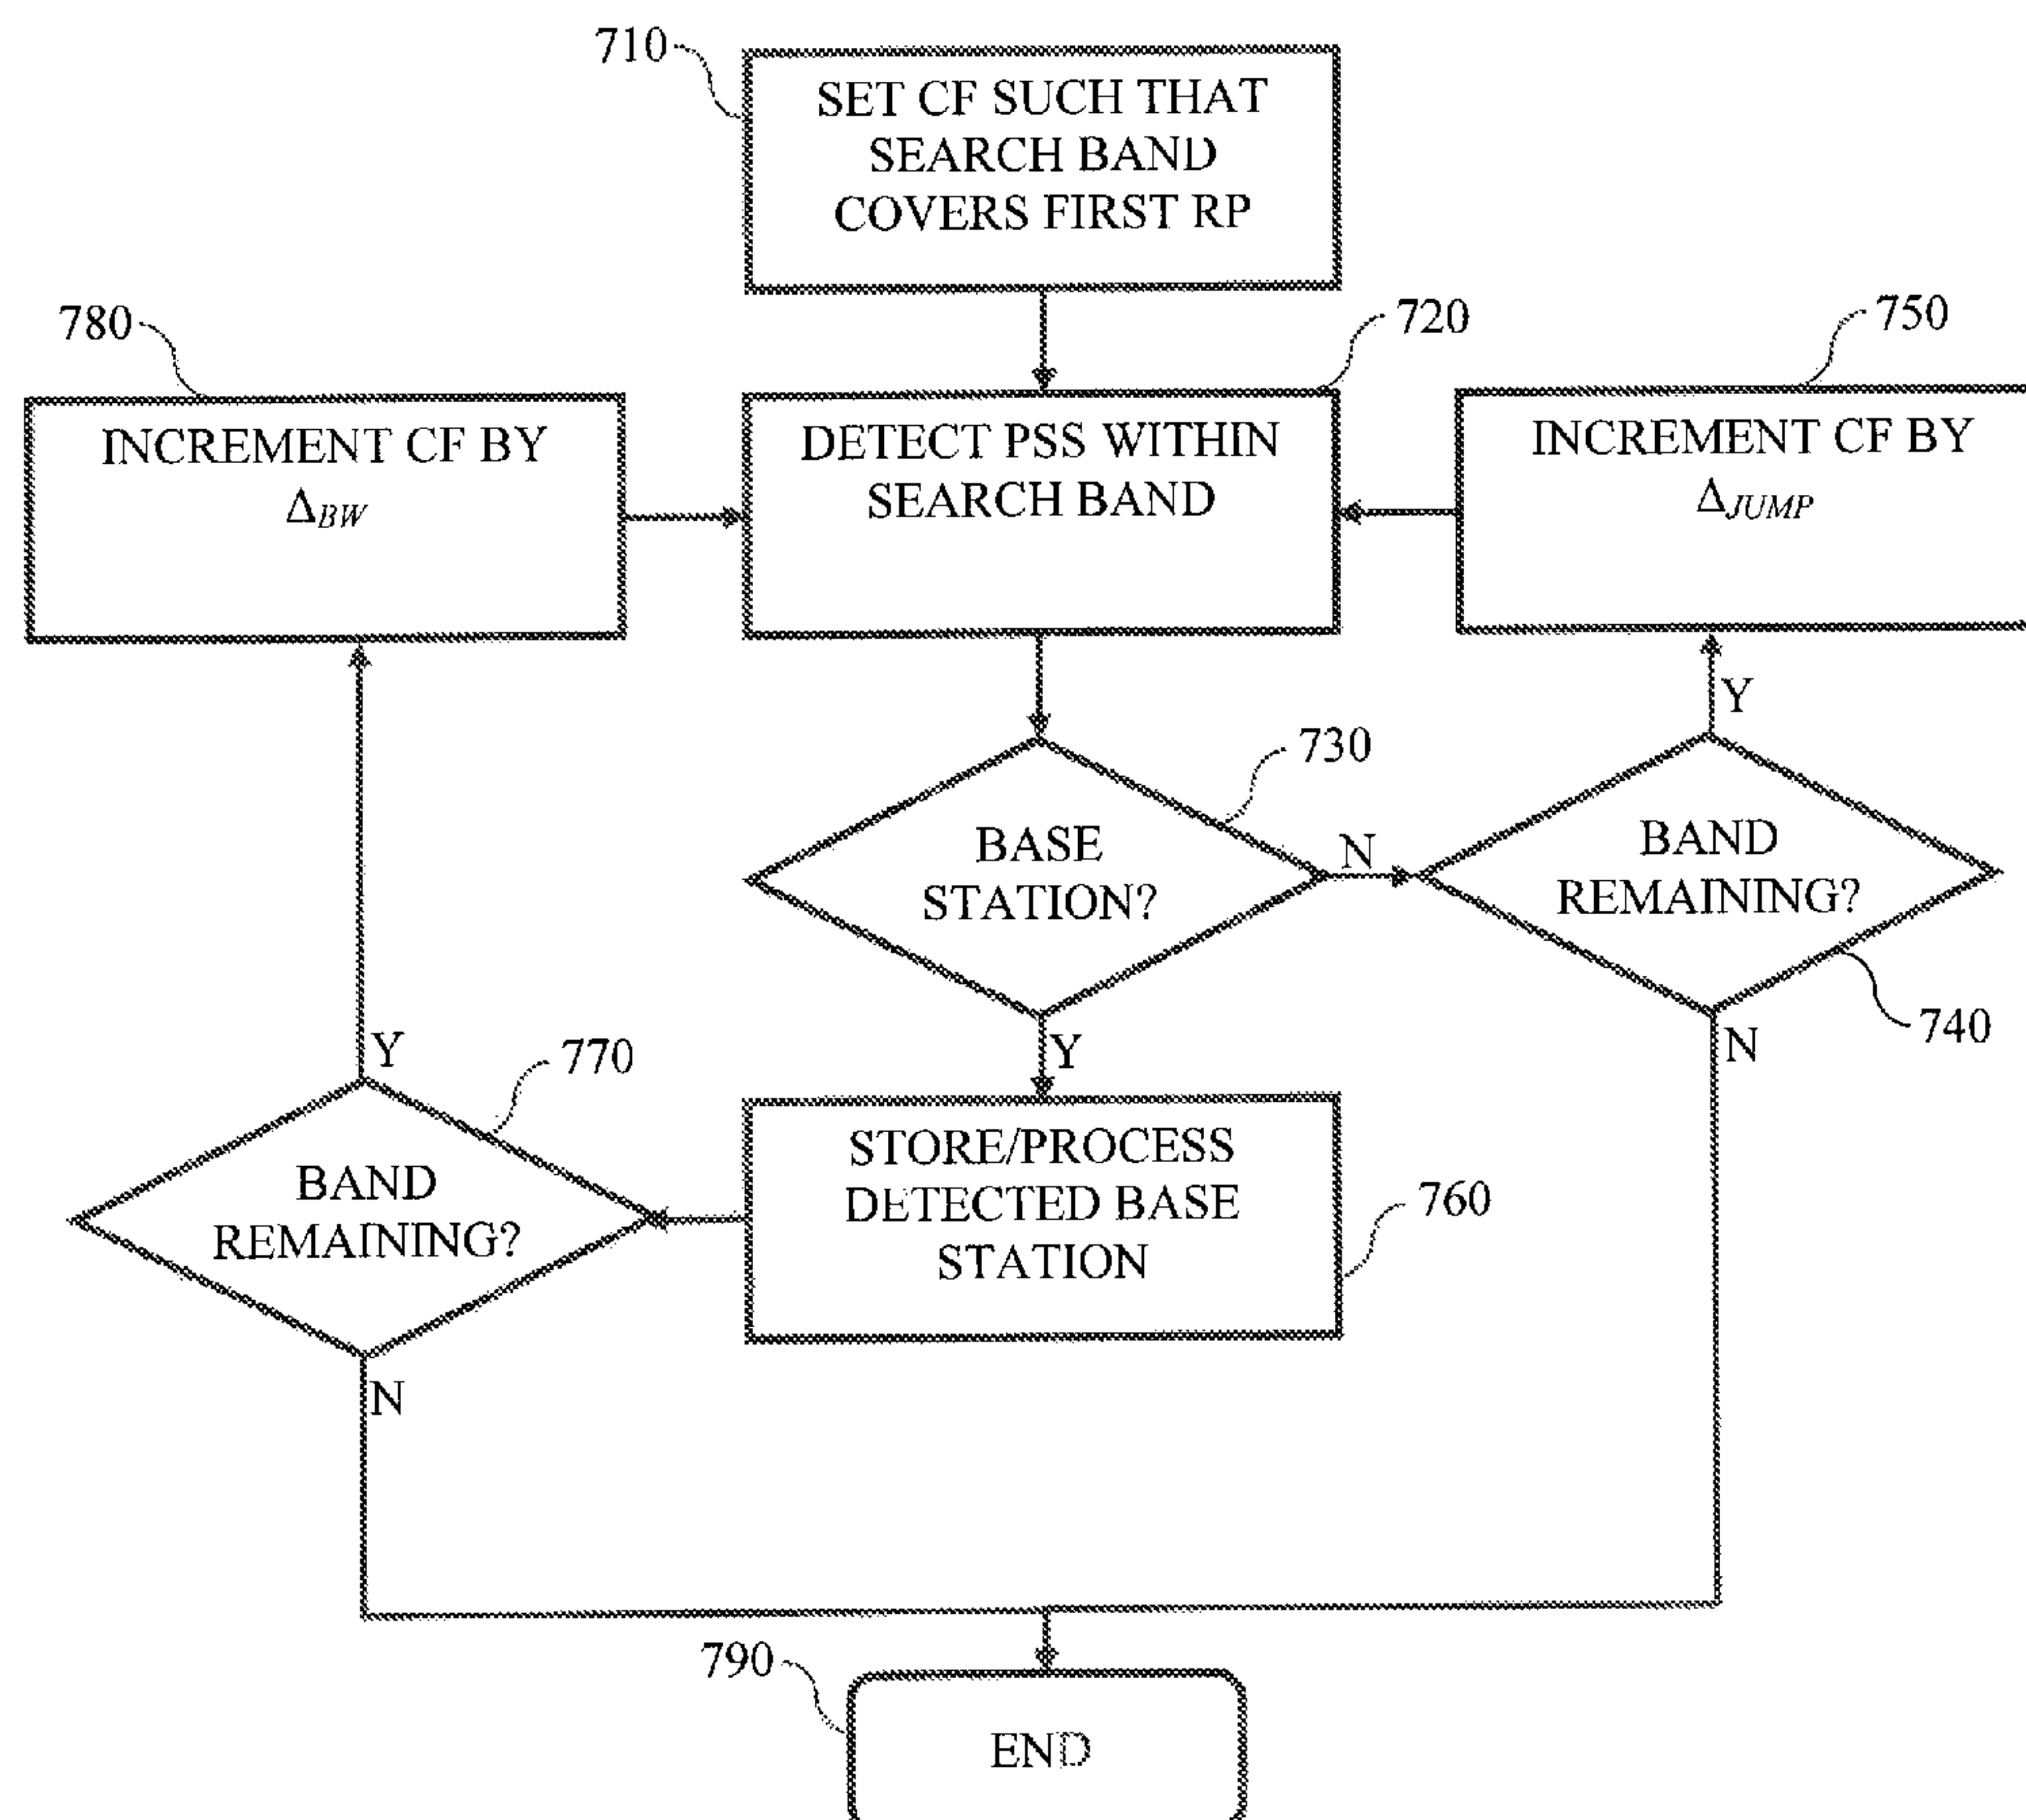 710
SET CF SUCH THAT
SEARCH BAND
COVERS FIRST RP
780
720
750
INCREMENT CF BY
Δ_BW
DETECT PSS WITHIN
SEARCH BAND
INCREMENT CF BY
Δ_JUMP
Y
730
BASE
STATION?
N
BAND
REMAINING?
740
Y
N
Y
770
BAND
REMAINING?
STORE/PROCESS
DETECTED BASE
STATION
760
N
790
END